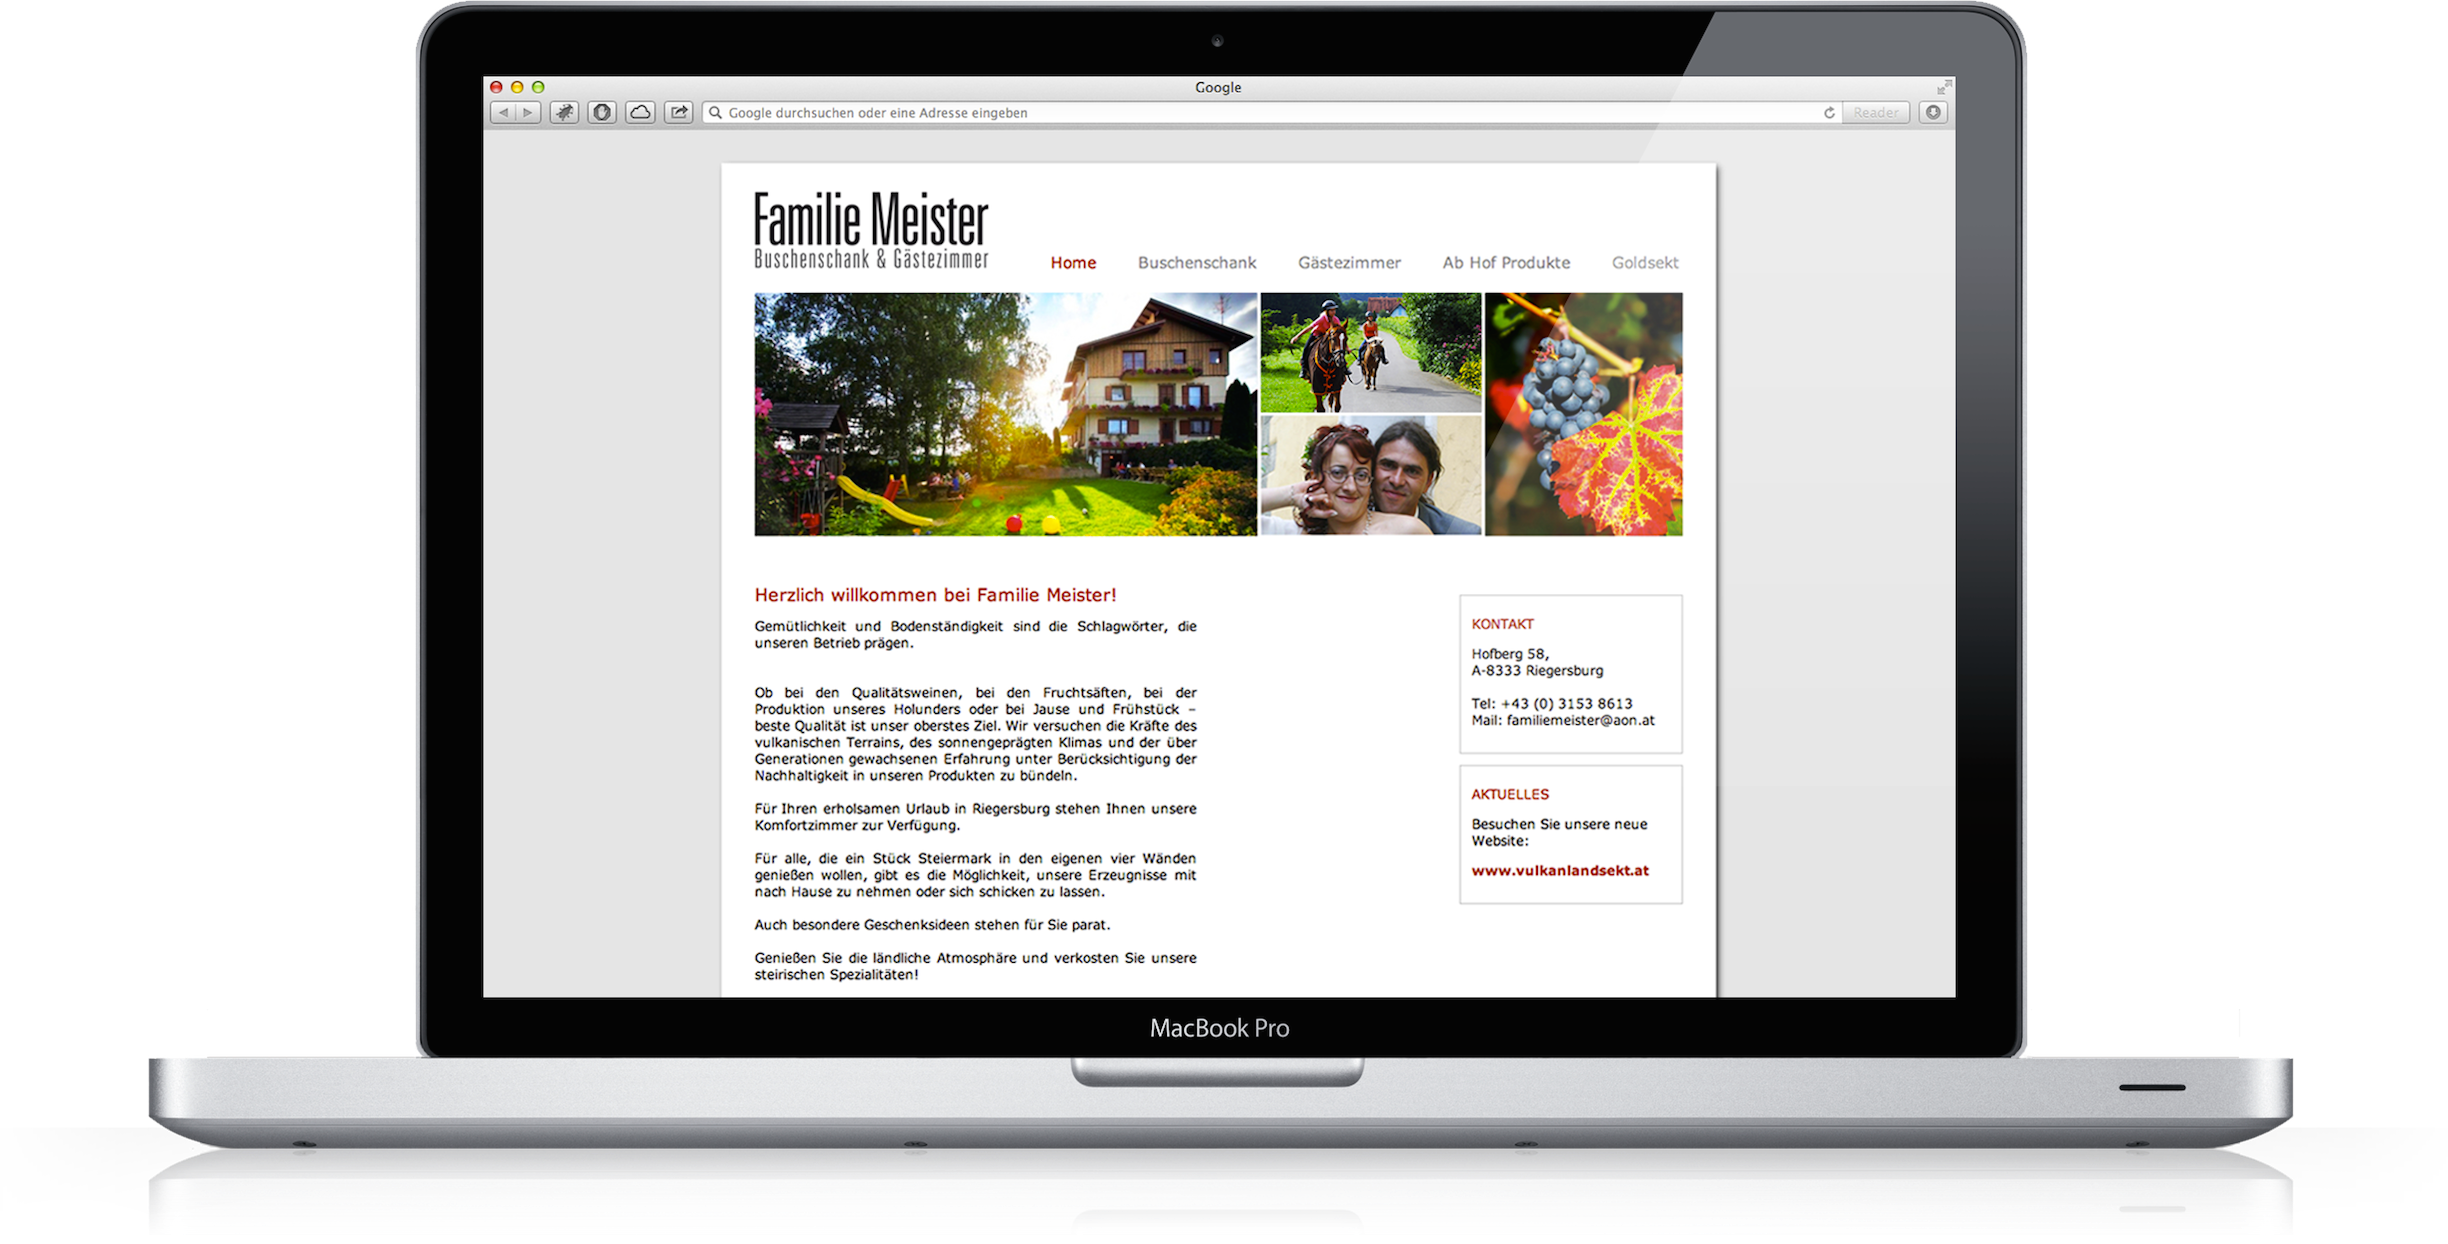 Google
Google durchsuchen oder eine Adresse eingeben
Reader
Familie Meister
Buschenschank & Gästezimmer
Home Buschenschank Gästezimmer Ab Hof Produkte Goldsekt
Herzlich willkommen bei Familie Meister!
Gemütlichkeit und Bodenständigkeit sind die Schlagwörter, die
unseren Betrieb prägen.
Ob bei den Qualitätsweinen, bei den Fruchtsäften, bei der
Produktion unseres Holunders oder bei Jause und Frühstück –
beste Qualität ist unser oberstes Ziel. Wir versuchen die Kräfte des
vulkanischen Terrains, des sonnengeprägten Klimas und der über
Generationen gewachsenen Erfahrung unter Berücksichtigung der
Nachhaltigkeit in unseren Produkten zu bündeln.
Für Ihren erholsamen Urlaub in Riegersburg stehen Ihnen unsere
Komfortzimmer zur Verfügung.
Für alle, die ein Stück Steiermark in den eigenen vier Wänden
genießen wollen, gibt es die Möglichkeit, unsere Erzeugnisse mit
nach Hause zu nehmen oder sich schicken zu lassen.
Auch besondere Geschenksideen stehen für Sie parat.
Genießen Sie die ländliche Atmosphäre und verkosten Sie unsere
steirischen Spezialitäten!
KONTAKT
Hofberg 58,
A-8333 Riegersburg
Tel: +43 (0) 3153 8613
Mail: familiemeister@aon.at
AKTUELLES
Besuchen Sie unsere neue
Website:
www.vulkanlandsekt.at
MacBook Pro